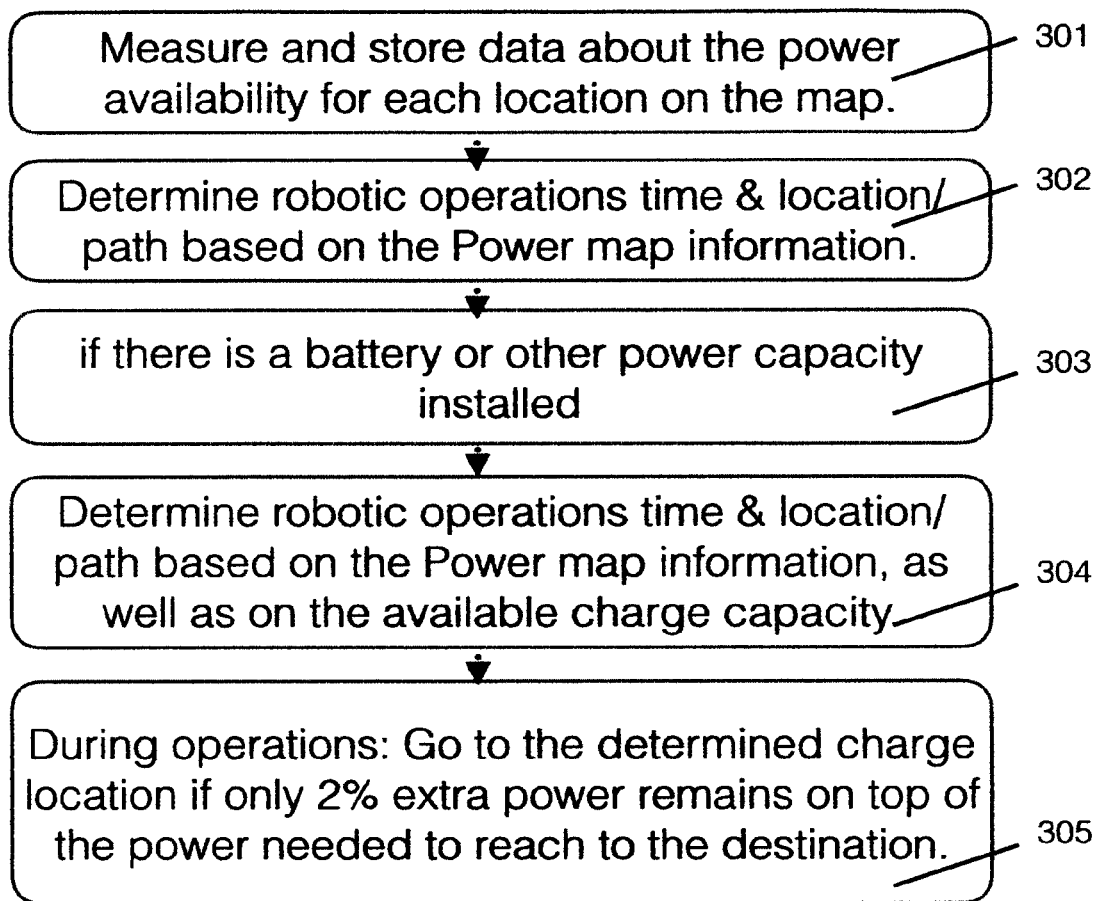 Measure and store data about the power
availability for each location on the map.
301
Determine robotic operations time & location/
path based on the Power map information.
302
if there is a battery or other power capacity
installed
303
Determine robotic operations time & location/
path based on the Power map information, as
well as on the available charge capacity.
304
During operations: Go to the determined charge
location if only 2% extra power remains on top of
the power needed to reach to the destination.
305